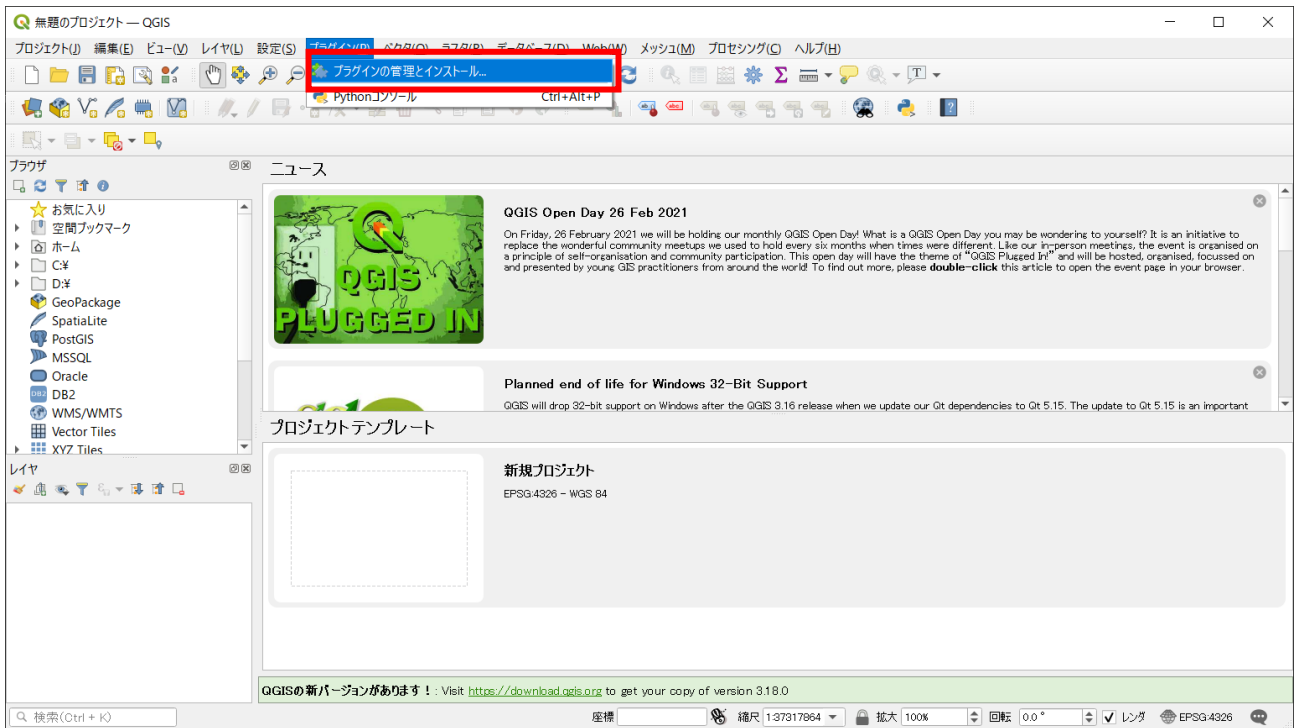 無題のプロジェクト — QGIS
プロジェクト(J) 編集(E) ビュー(V) レイヤ(L) 設定(S) プラグイン(P) ベクタ(O) ラスタ(R) データベース(D) Web(W) メッシュ(M) プロセシング(C) ヘルプ(H)
プラグインの管理とインストール...
Pythonコンソール Ctrl+Alt+P
ブラウザ
お気に入り
空間ブックマーク
ホーム
C:¥
D:¥
GeoPackage
SpatiaLite
PostGIS
MSSQL
Oracle
DB2 DB2
WMS/WMTS
Vector Tiles
XYZ Tiles
レイヤ
ニュース
QGIS
PLUGGED IN
QGIS Open Day 26 Feb 2021
On Friday, 26 February 2021 we will be holding our monthly QGIS Open Day! What is a QGIS Open Day you may be wondering to yourself? It is an initiative to
replace the wonderful community meetups we used to hold every six months when times were different. Like our in-person meetings, the event is organised on
a principle of self-organisation and community participation. This open day will have the theme of “QGIS Plugged In!” and will be hosted, organised, focussed on
and presented by young GIS practitioners from around the world! To find out more, please double-click this article to open the event page in your browser.
Planned end of life for Windows 32-Bit Support
QGIS will drop 32-bit support on Windows after the QGIS 3.16 release when we update our Qt dependencies to Qt 5.15. The update to Qt 5.15 is an important
プロジェクトテンプレート
新規プロジェクト
EPSG:4326 - WGS 84
QGISの新バージョンがあります！: Visit https://download.qgis.org to get your copy of version 3.18.0
検索(Ctrl + K) 座標 縮尺 1:37317864 拡大 100% 回転 0.0 ° レンダ EPSG:4326